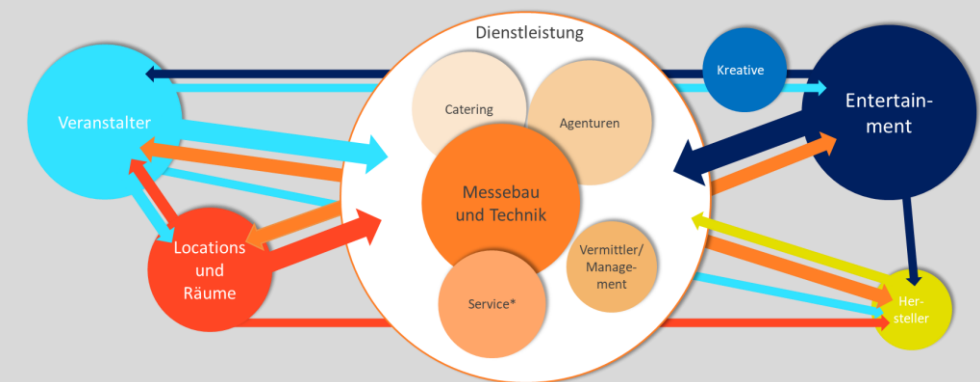 Dienstleistung
Kreative
Catering
Entertain-
ment
Veranstalter
Agenturen
Messebau
und Technik
Locations
und
Räume
Vermittler/
Manage-
ment
Service*
Her-
steller